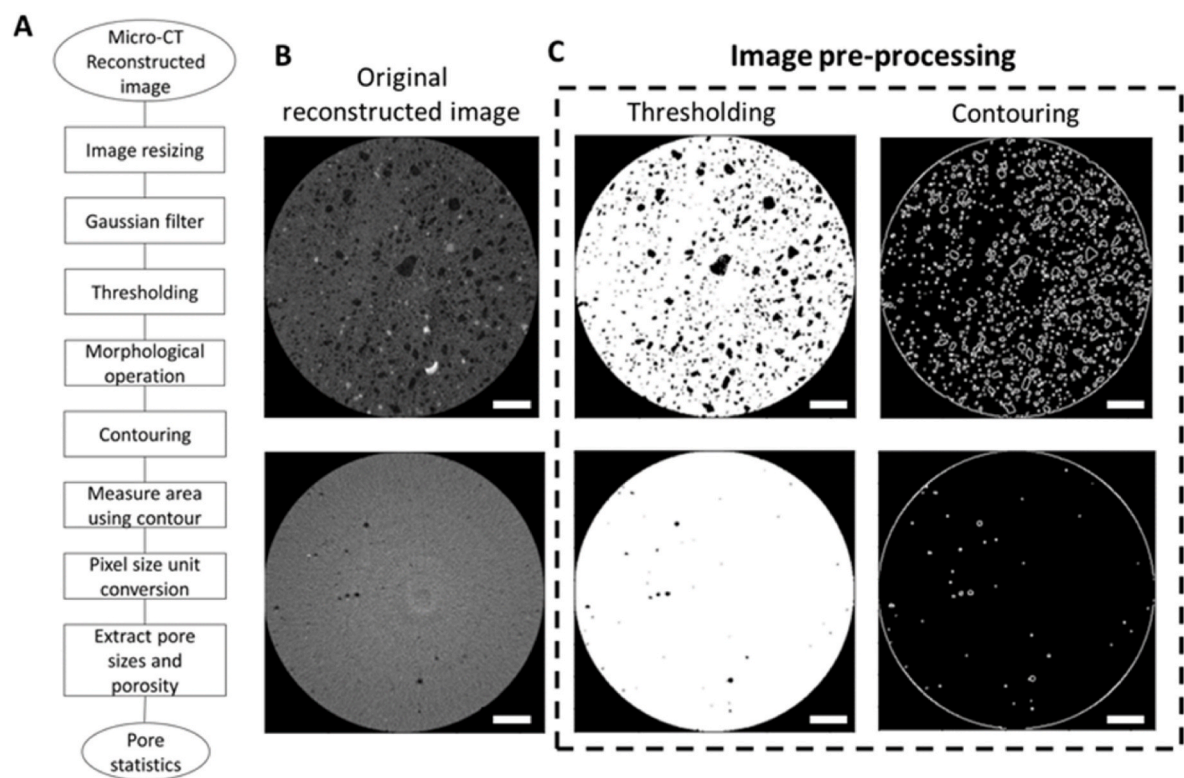 A
Micro-CT
Reconstructed
image
Image resizing
Gaussian filter
Thresholding
Morphological
operation
Contouring
Measure area
using contour
Pixel size unit
conversion
Extract pore
sizes and
porosity
Pore
statistics
B
Original
reconstructed image
C
Image pre-processing
Thresholding
Contouring